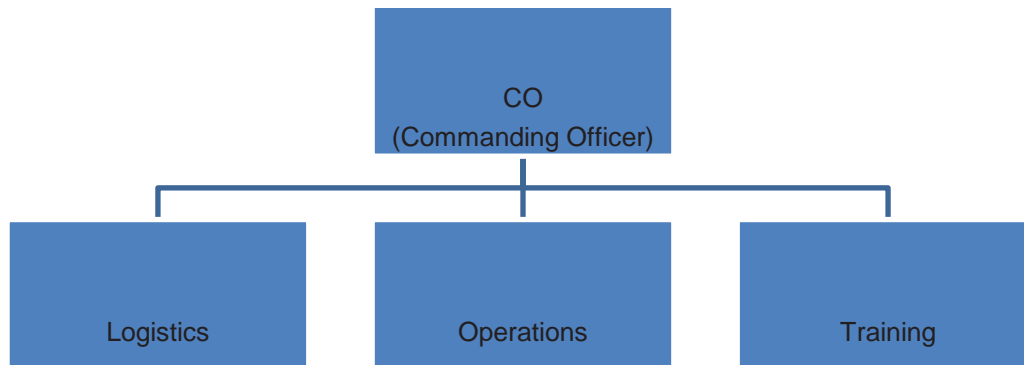 CO
(Commanding Officer)
Logistics
Operations
Training